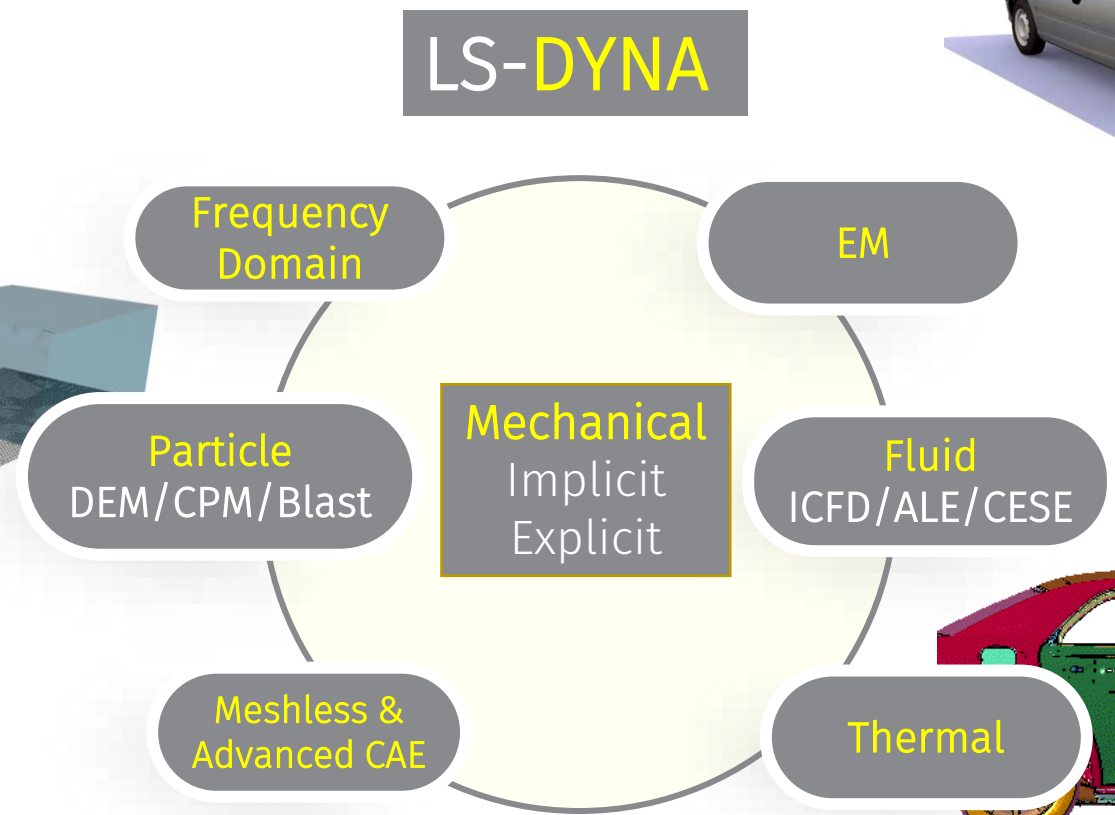 LS-DYNA
Frequency
Domain
EM
Particle
DEM/CPM/Blast
Mechanical
Implicit
Explicit
Fluid
ICFD/ALE/CESE
Meshless &
Advanced CAE
Thermal